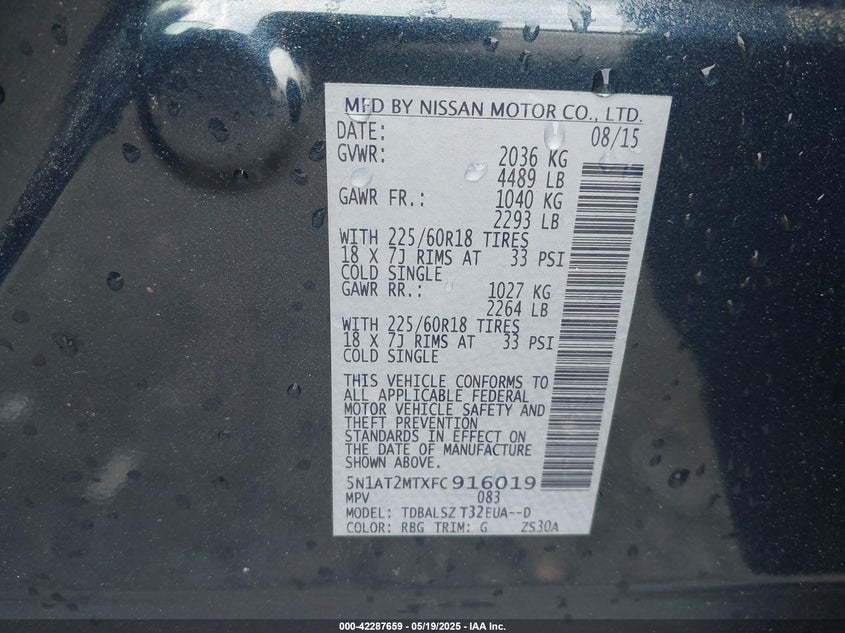 MFD BY NISSAN MOTOR CO., LTD.
DATE: 08/15
GVWR: 2036 KG
4489 LB
GAWR FR.: 1040 KG
2293 LB
WITH 225/60R18 TIRES
18 X 7J RIMS AT 33 PSI
COLD SINGLE
GAWR RR.: 1027 KG
2264 LB
WITH 225/60R18 TIRES
18 X 7J RIMS AT 33 PSI
COLD SINGLE
THIS VEHICLE CONFORMS TO
ALL APPLICABLE FEDERAL
MOTOR VEHICLE SAFETY AND
THEFT PREVENTION
STANDARDS IN EFFECT ON
THE DATE OF MANUFACTURE
SHOWN ABOVE.
5N1AT2MTXFC916019
MPV 083
MODEL: TDBALSZ T32EUA--D
COLOR: RBG TRIM: G ZS30A
000-42287659 - 05/19/2025 - IAA Inc.